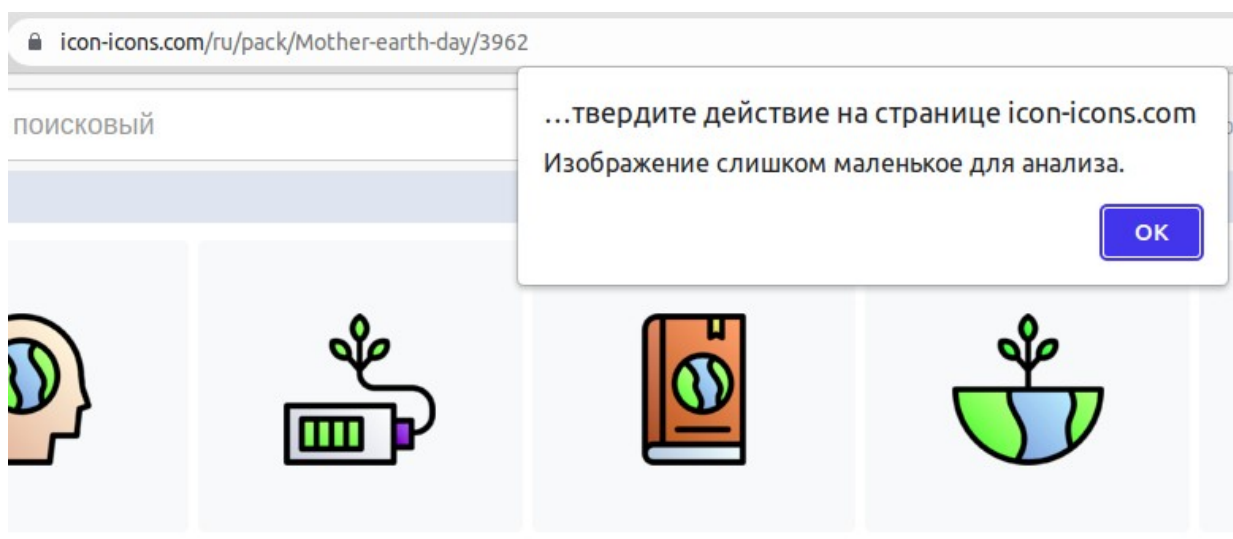 icon-icons.com/ru/pack/Mother-earth-day/3962
поисковый
…твердите действие на странице icon-icons.com
Изображение слишком маленькое для анализа.
ОК